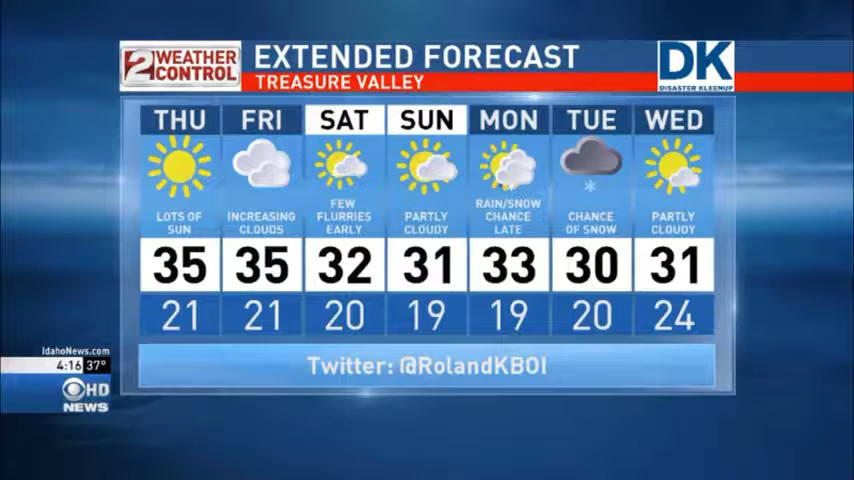 2 WEATHER CONTROL
EXTENDED FORECAST
TREASURE VALLEY
DK
DISASTER KLEENUP
THU FRI SAT SUN MON TUE WED
LOTS OF SUN
INCREASING CLOUDS
FEW FLURRIES EARLY
PARTLY CLOUDY
RAIN/SNOW CHANCE LATE
CHANCE OF SNOW
PARTLY CLOUDY
35 35 32 31 33 30 31
21 21 20 19 19 20 24
Twitter: @RolandKBOI
IdahoNews.com
4:16 37°
HD
NEWS